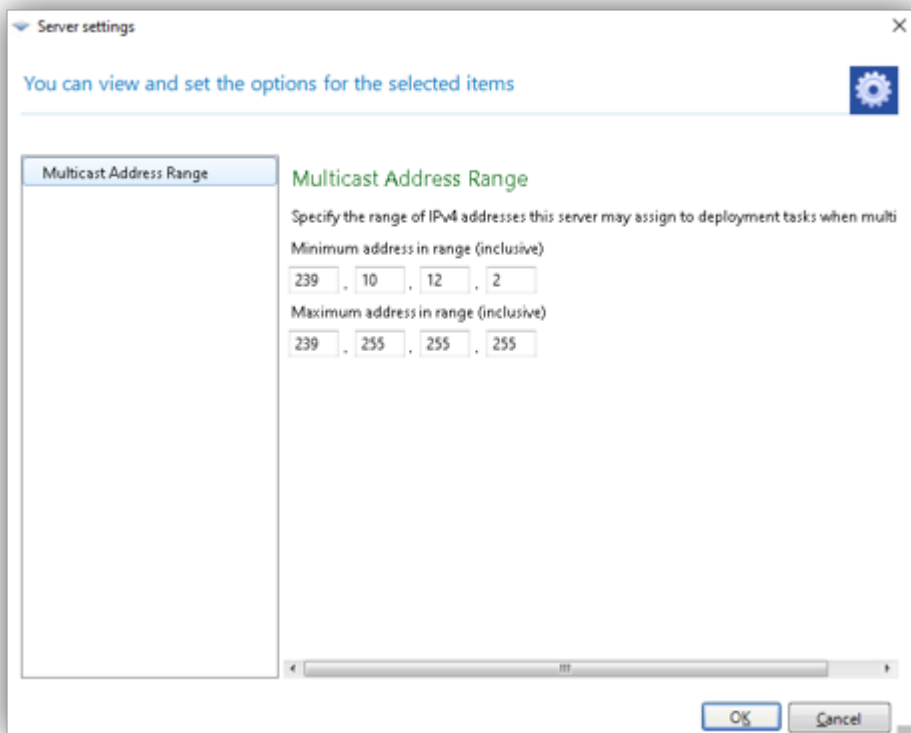 Server settings
You can view and set the options for the selected items
Multicast Address Range
Multicast Address Range
Specify the range of IPv4 addresses this server may assign to deployment tasks when multi
Minimum address in range (inclusive)
239 . 10 . 12 . 2
Maximum address in range (inclusive)
239 . 255 . 255 . 255
OK Cancel